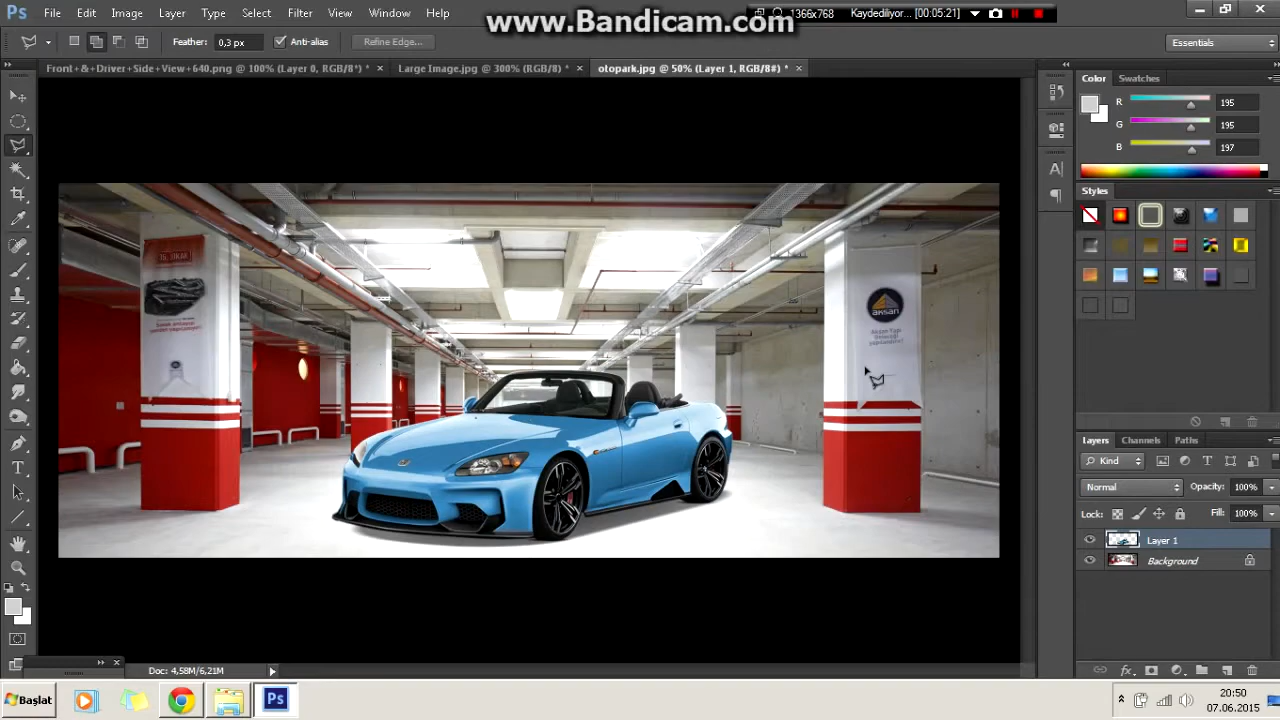 Ps File Edit Image Layer Type Select Filter View Window Help
www.Bandicam.com
1366x768 Kaydediliyor... [00:05:21]
Feather: 0,3 px Anti-alias Refine Edge... Essentials
Front+&+Driver+Side+View+640.png @ 100% (Layer 0, RGB/8*) * × Large Image.jpg @ 300% (RGB/8) * × otopark.jpg @ 50% (Layer 1, RGB/8#) * ×
Color Swatches
R 195
G 195
B 197
Styles
aksan
Layers Channels Paths
Kind
Normal Opacity: 100%
Lock: Fill: 100%
Layer 1
Background
Doc: 4,58M/6,21M
Başlat
Ps
20:50
07.06.2015